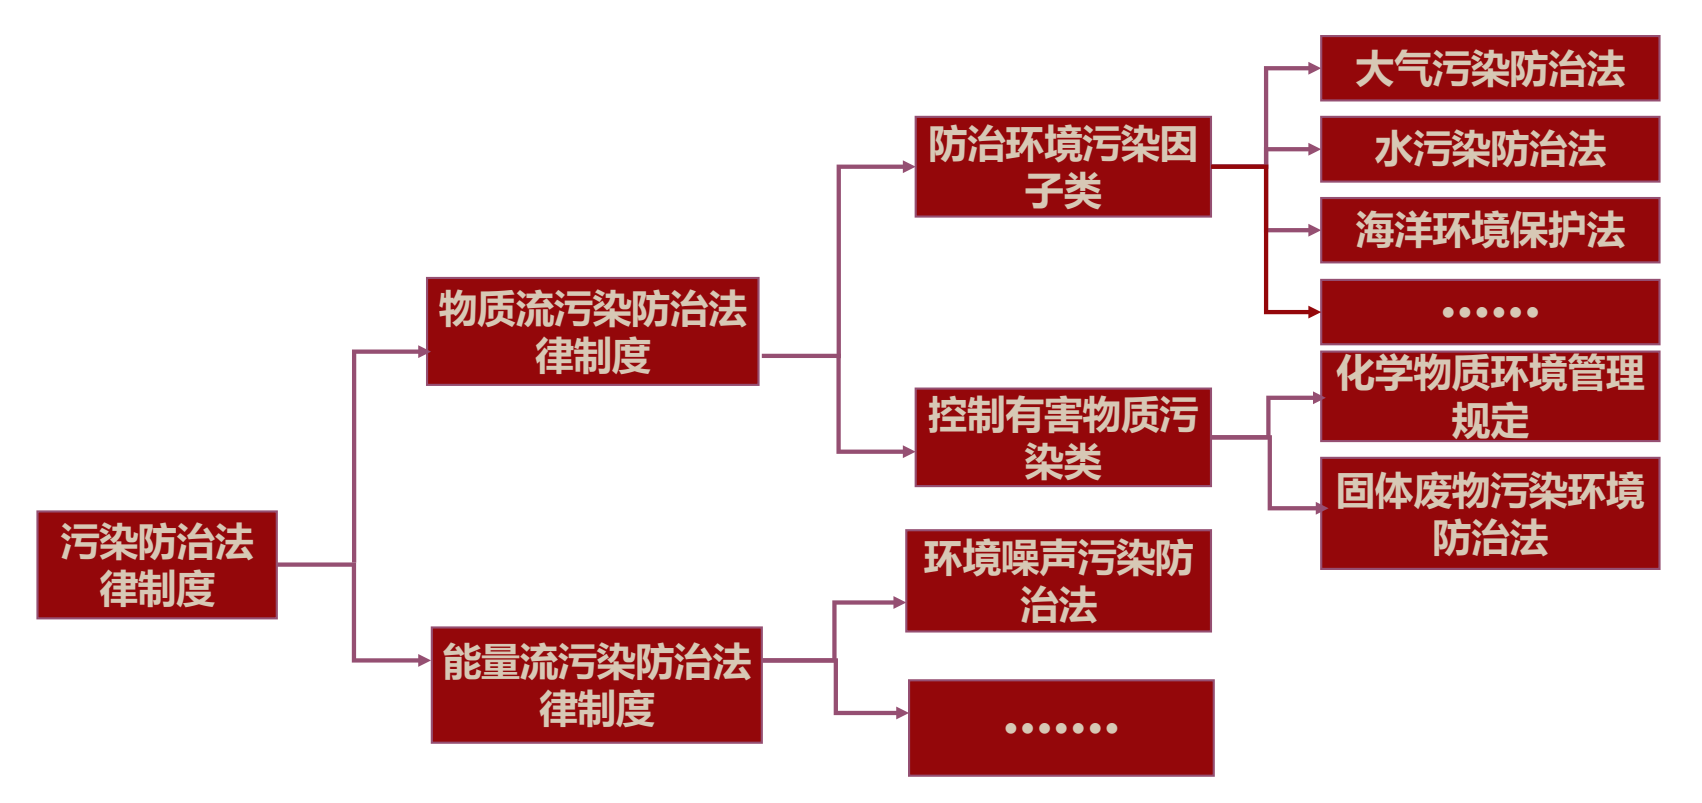 污染防治法
律制度
物质流污染防治法
律制度
能量流污染防治法
律制度
防治环境污染因
子类
控制有害物质污
染类
环境噪声污染防
治法
•••••••
大气污染防治法
水污染防治法
海洋环境保护法
••••••
化学物质环境管理
规定
固体废物污染环境
防治法